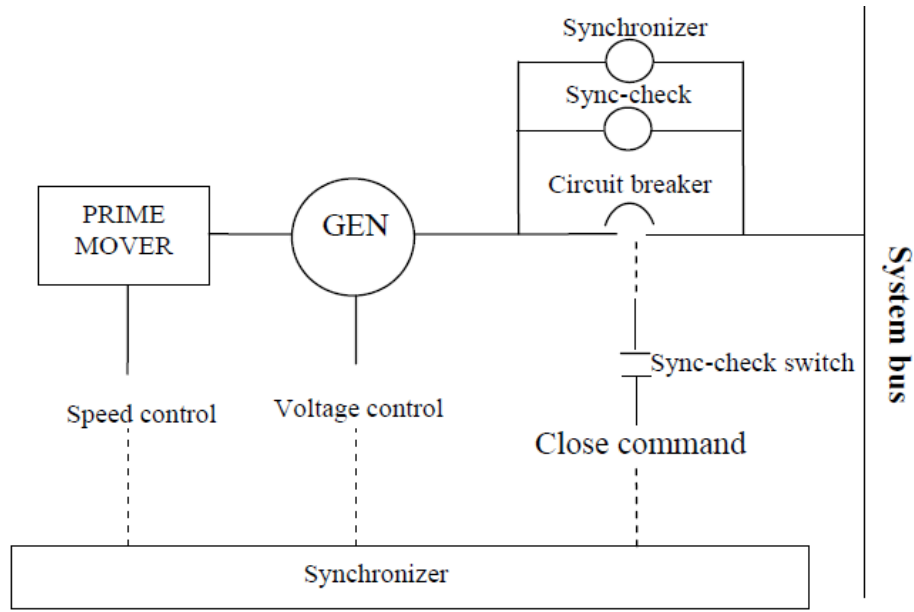 Synchronizer
Sync-check
Circuit breaker
PRIME
MOVER
GEN
System bus
Sync-check switch
Speed control
Voltage control
Close command
Synchronizer